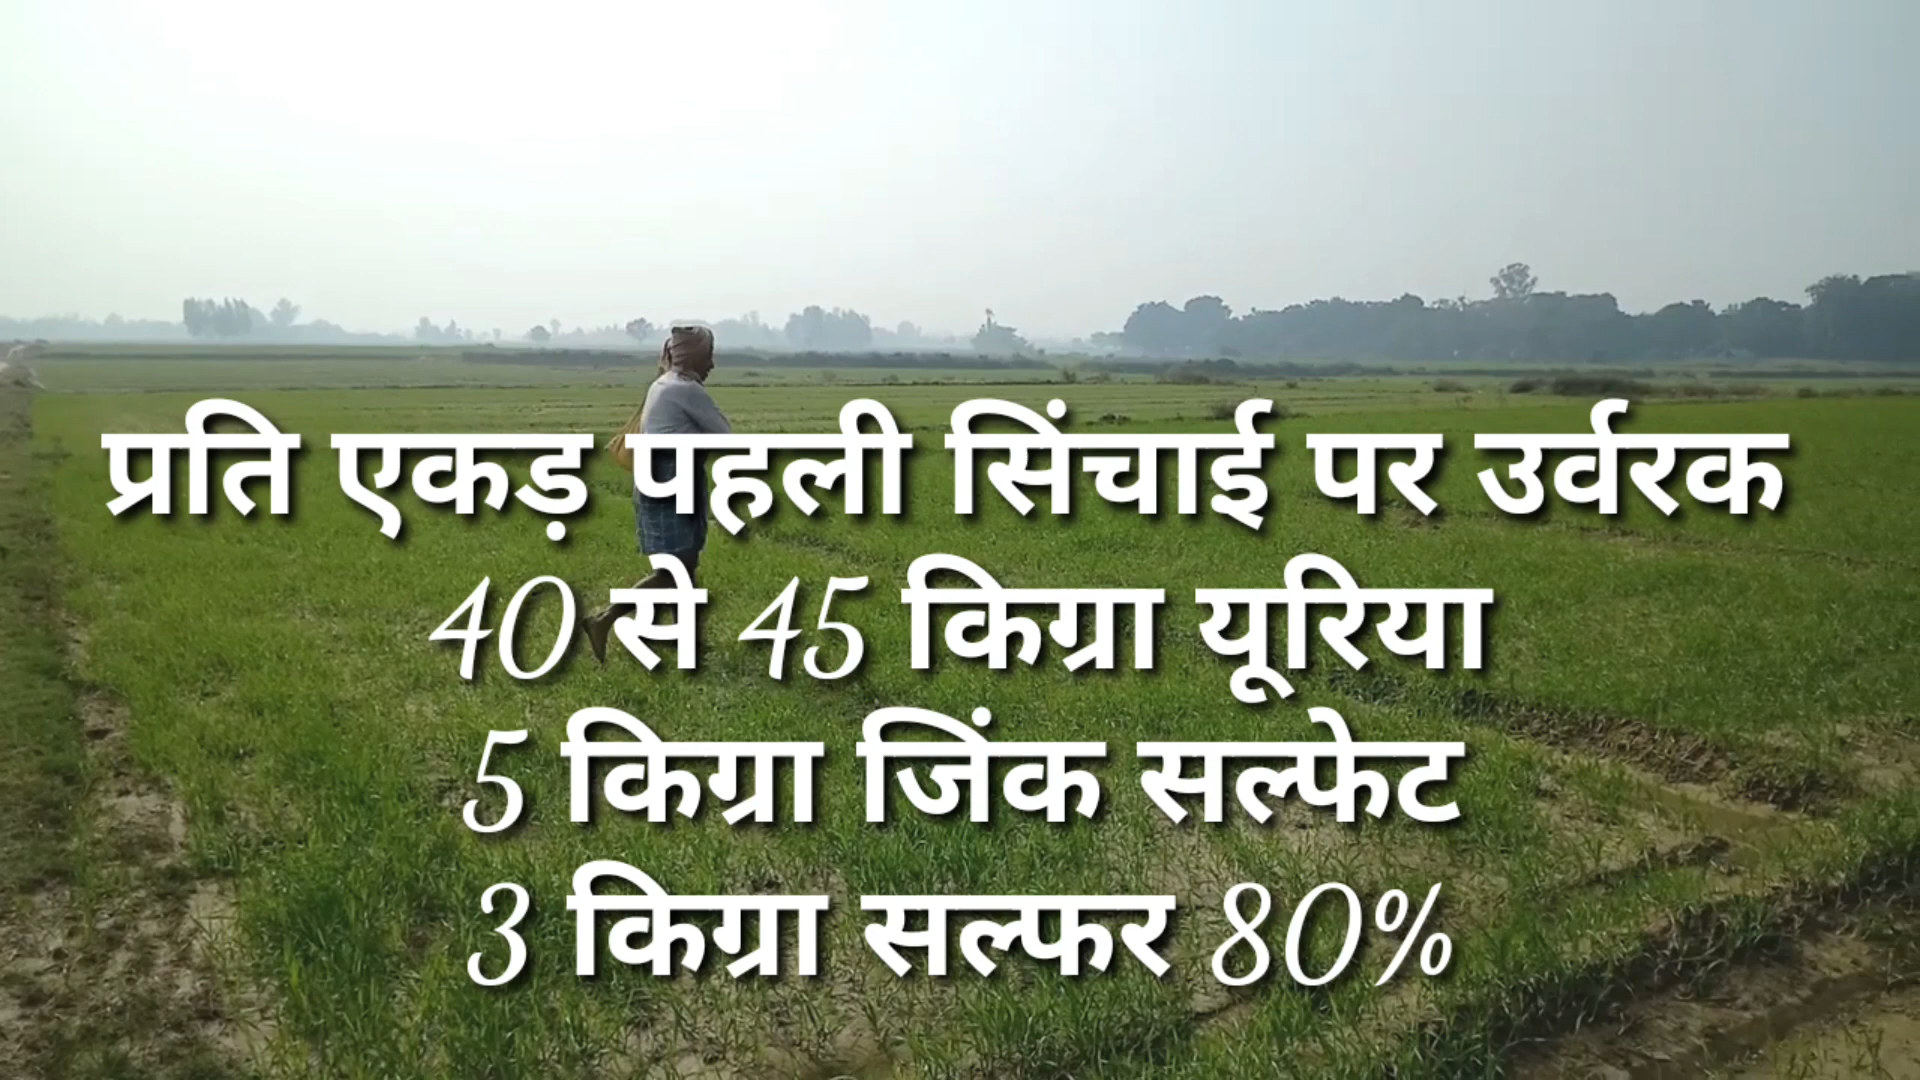 प्रति एकड़ पहली सिंचाई पर उर्वरक
40 से 45 किग्रा यूरिया
5 किग्रा जिंक सल्फेट
3 किग्रा सल्फर 80%